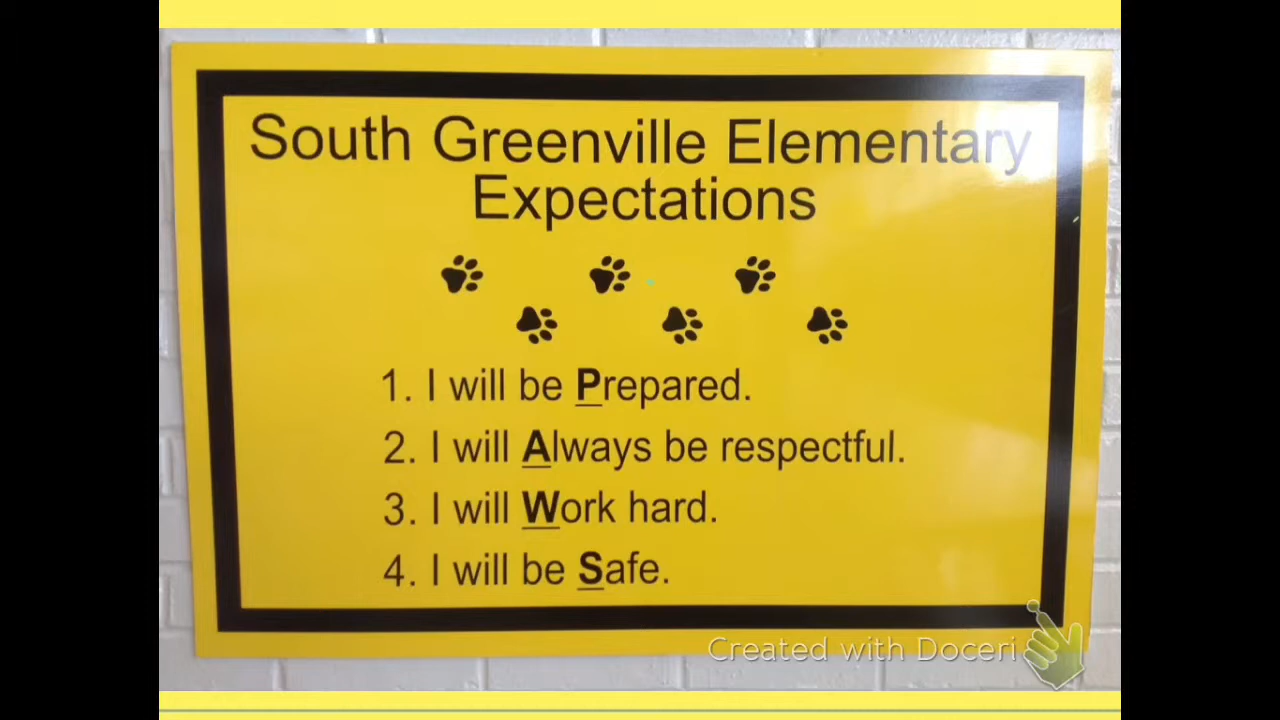 South Greenville Elementary
Expectations
1. I will be Prepared.
2. I will Always be respectful.
3. I will Work hard.
4. I will be Safe.
Created with Doceri